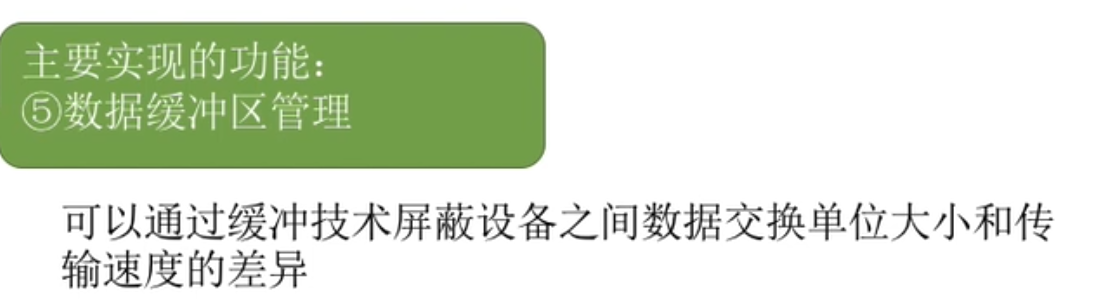 主要实现的功能：
⑤数据缓冲区管理
可以通过缓冲技术屏蔽设备之间数据交换单位大小和传
输速度的差异